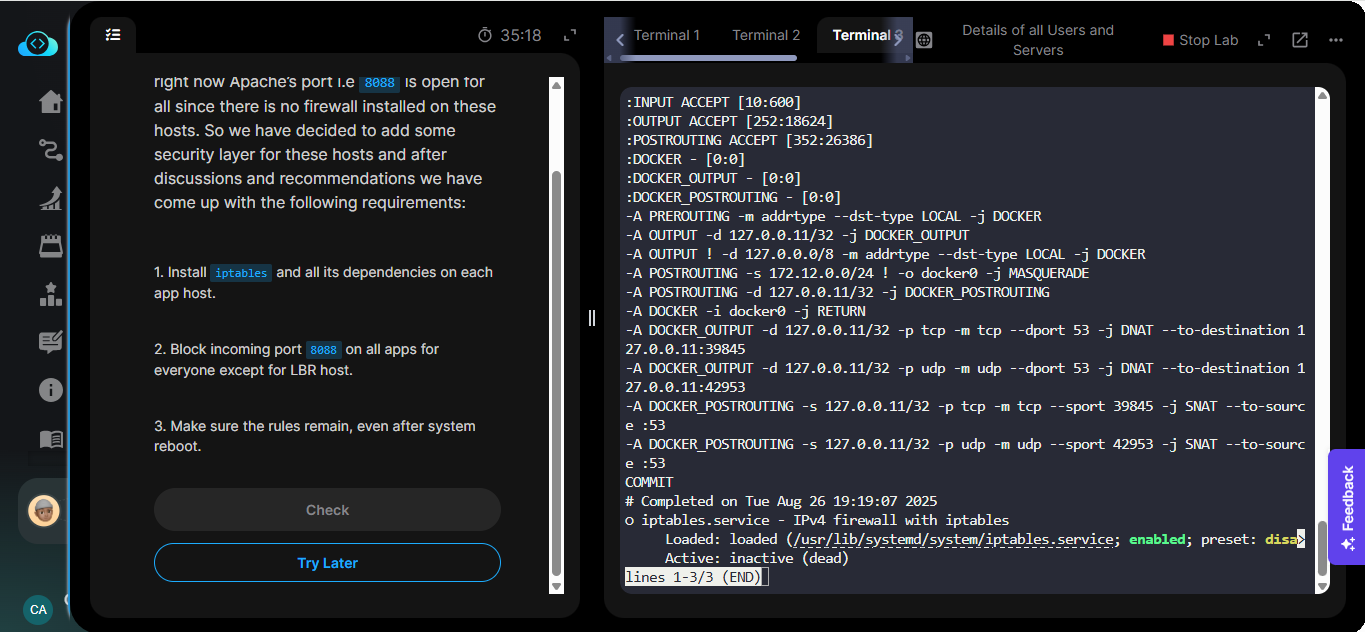 35:18
right now Apache's port i.e 8088 is open for
all since there is no firewall installed on these
hosts. So we have decided to add some
security layer for these hosts and after
discussions and recommendations we have
come up with the following requirements:
1. Install iptables and all its dependencies on each
app host.
2. Block incoming port 8088 on all apps for
everyone except for LBR host.
3. Make sure the rules remain, even after system
reboot.
Check
Try Later
CA
Terminal 1 Terminal 2 Terminal 3
Details of all Users and
Servers
Stop Lab
:INPUT ACCEPT [10:600]
:OUTPUT ACCEPT [252:18624]
:POSTROUTING ACCEPT [352:26386]
:DOCKER - [0:0]
:DOCKER_OUTPUT - [0:0]
:DOCKER_POSTROUTING - [0:0]
-A PREROUTING -m addrtype --dst-type LOCAL -j DOCKER
-A OUTPUT -d 127.0.0.11/32 -j DOCKER_OUTPUT
-A OUTPUT ! -d 127.0.0.0/8 -m addrtype --dst-type LOCAL -j DOCKER
-A POSTROUTING -s 172.12.0.0/24 ! -o docker0 -j MASQUERADE
-A POSTROUTING -d 127.0.0.11/32 -j DOCKER_POSTROUTING
-A DOCKER -i docker0 -j RETURN
-A DOCKER_OUTPUT -d 127.0.0.11/32 -p tcp -m tcp --dport 53 -j DNAT --to-destination 1
27.0.0.11:39845
-A DOCKER_OUTPUT -d 127.0.0.11/32 -p udp -m udp --dport 53 -j DNAT --to-destination 1
27.0.0.11:42953
-A DOCKER_POSTROUTING -s 127.0.0.11/32 -p tcp -m tcp --sport 39845 -j SNAT --to-sourc
e :53
-A DOCKER_POSTROUTING -s 127.0.0.11/32 -p udp -m udp --sport 42953 -j SNAT --to-sourc
e :53
COMMIT
# Completed on Tue Aug 26 19:19:07 2025
○ iptables.service - IPv4 firewall with iptables
Loaded: loaded (/usr/lib/systemd/system/iptables.service; enabled; preset: disa>
Active: inactive (dead)
lines 1-3/3 (END)
Feedback